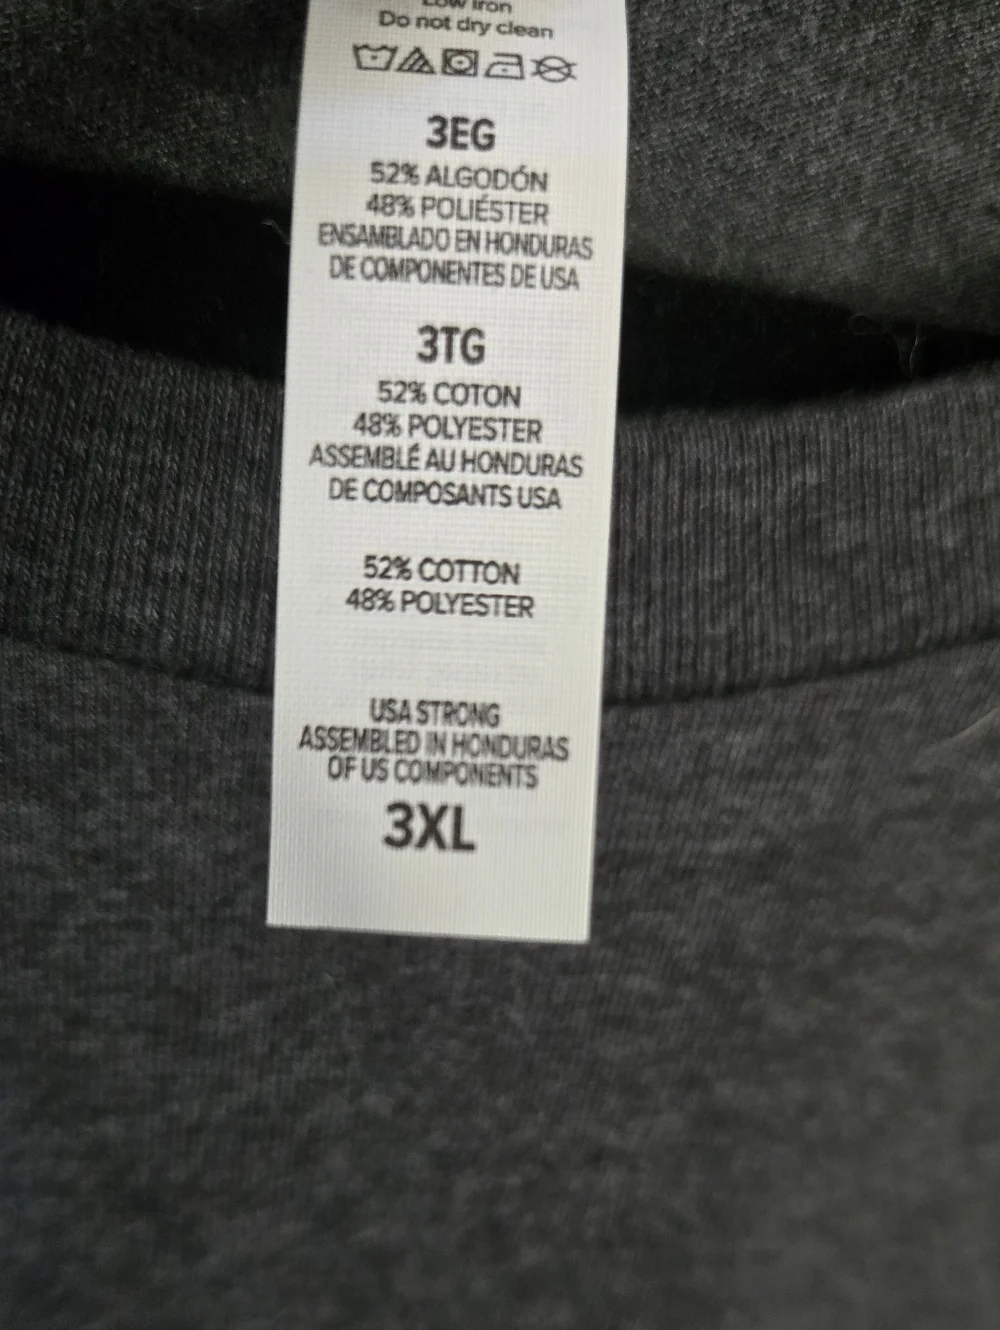 Low iron
Do not dry clean
3EG
52% ALGODÓN
48% POLIÉSTER
ENSAMBLADO EN HONDURAS
DE COMPONENTES DE USA
3TG
52% COTON
48% POLYESTER
ASSEMBLÉ AU HONDURAS
DE COMPOSANTS USA
52% COTTON
48% POLYESTER
USA STRONG
ASSEMBLED IN HONDURAS
OF US COMPONENTS
3XL